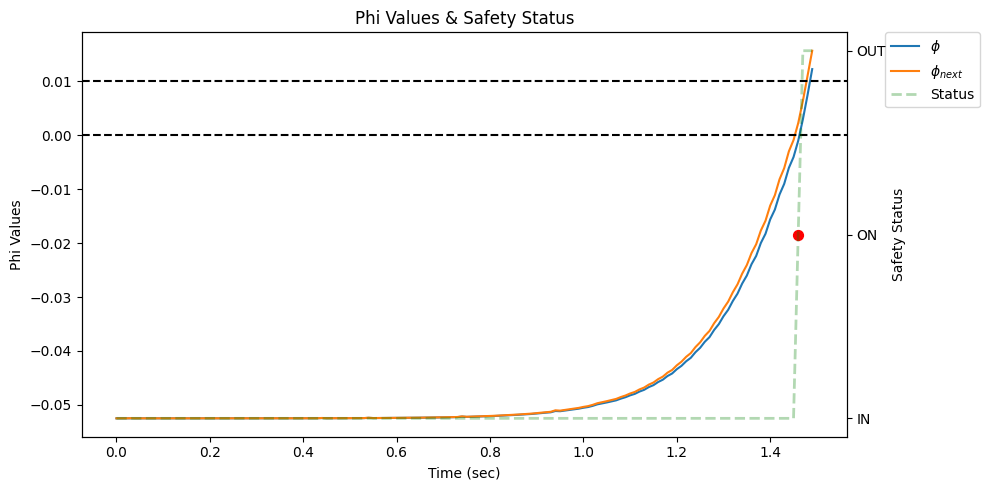 Phi Values & Safety Status
Phi Values
0.01
0.00
−0.01
−0.02
−0.03
−0.04
−0.05
0.0 0.2 0.4 0.6 0.8 1.0 1.2 1.4
Time (sec)
OUT
ON
IN
Safety Status
ϕ
ϕnext
Status